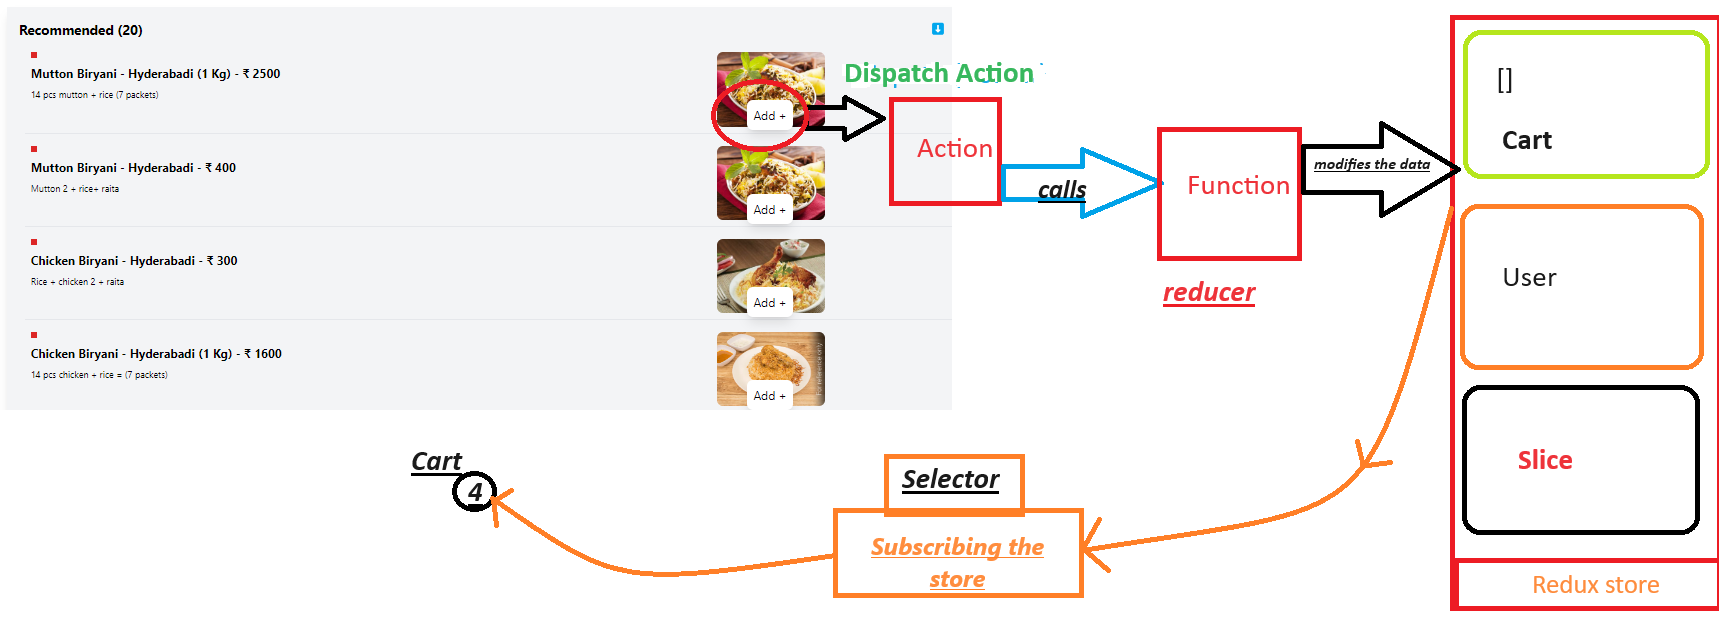 Recommended (20)
Mutton Biryani - Hyderabadi (1 Kg) - ₹ 2500
14 pcs mutton + rice (7 packets)
Add +
Mutton Biryani - Hyderabadi - ₹ 400
Mutton 2 + rice+ raita
Add +
Chicken Biryani - Hyderabadi - ₹ 300
Rice + chicken 2 + raita
Add +
Chicken Biryani - Hyderabadi (1 Kg) - ₹ 1600
14 pcs chicken + rice = (7 packets)
Add +
Dispatch Action
Action
calls
Function
reducer
modifies the data
[]
Cart
User
Slice
Redux store
Selector
Subscribing the
store
Cart
4